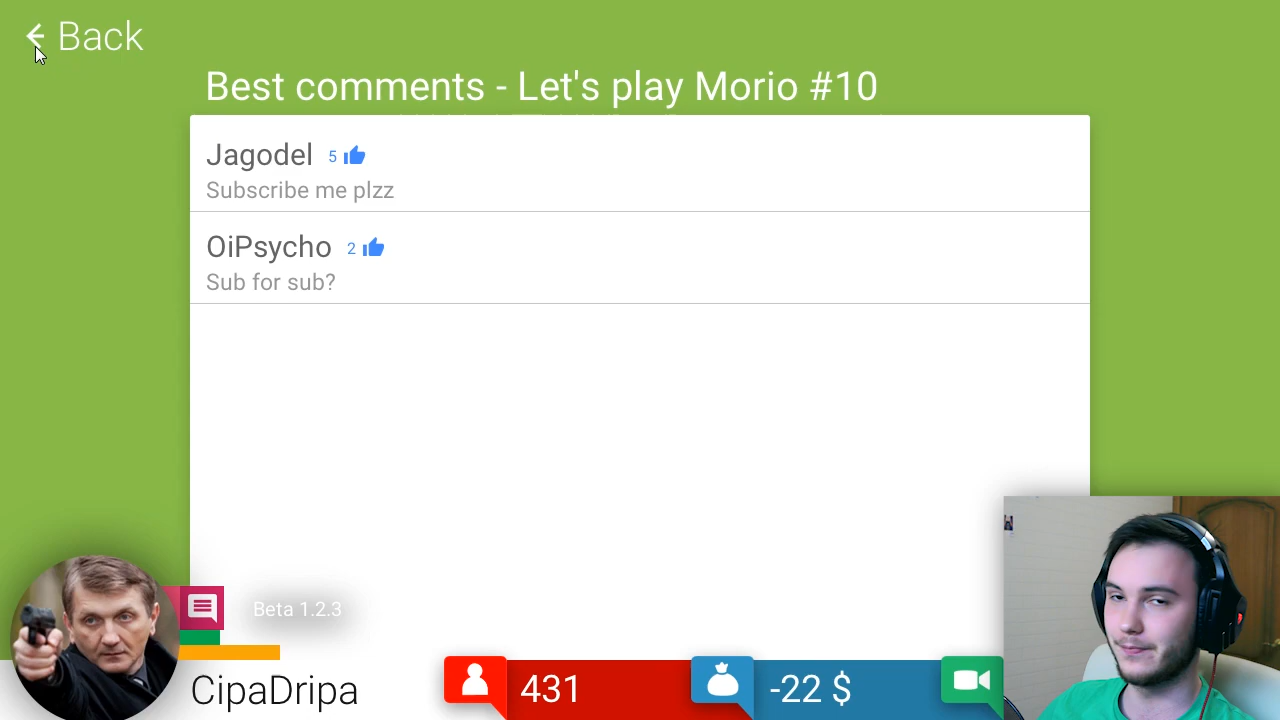 Back
Best comments - Let's play Morio #10
Jagodel 5
Subscribe me plzz
OiPsycho 2
Sub for sub?
Beta 1.2.3
CipaDripa
431
-22 $